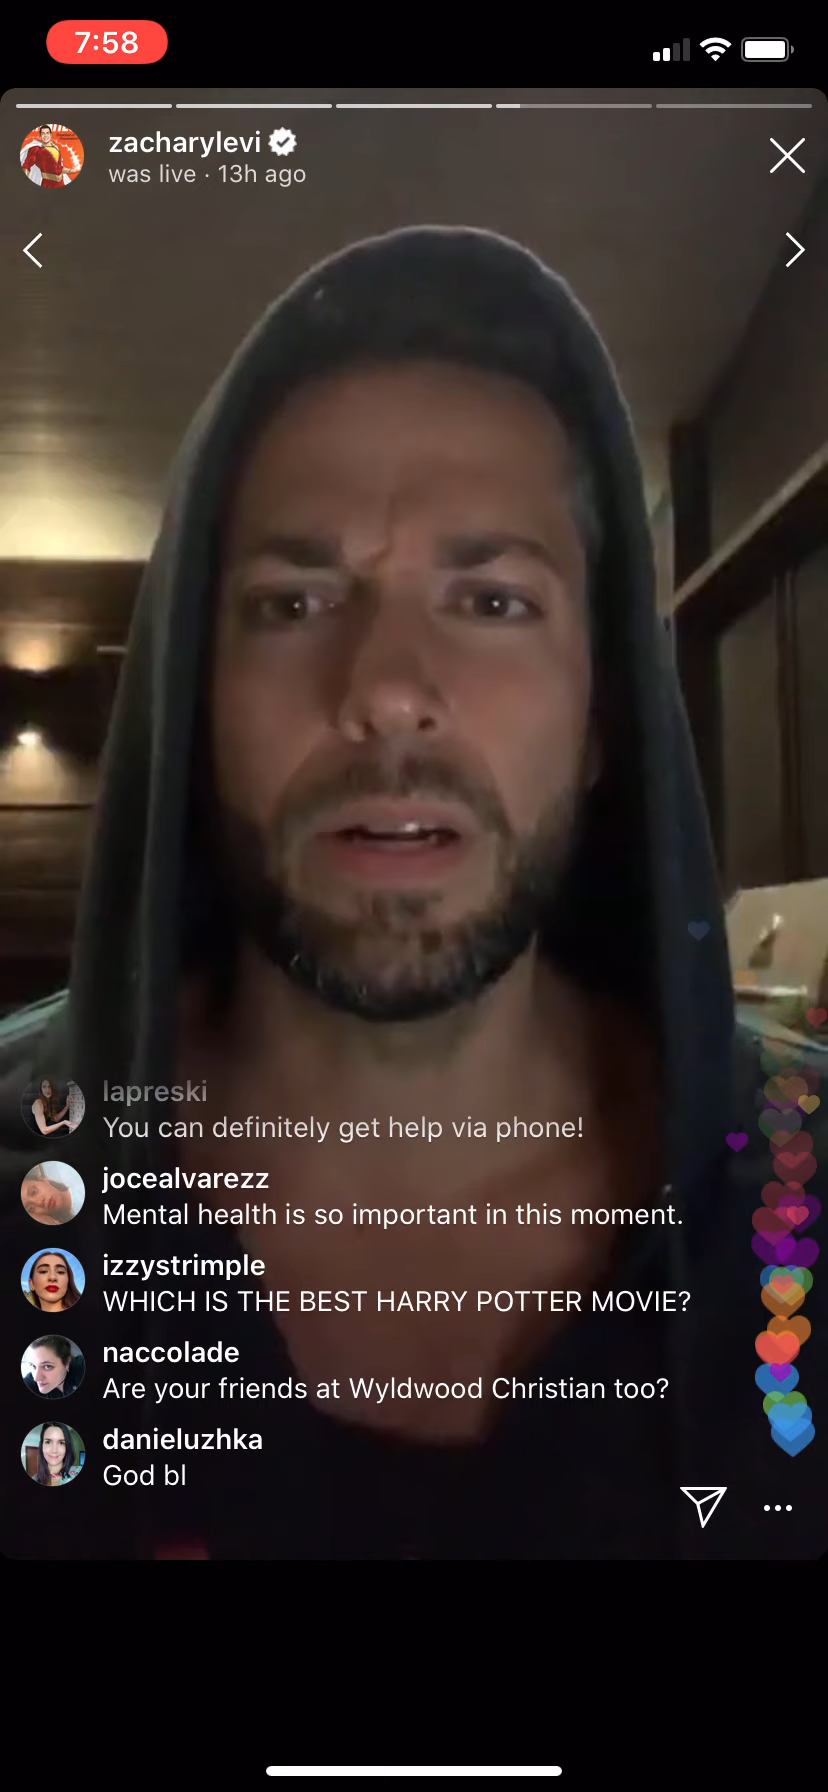 7:58
zacharylevi
was live · 13h ago
lapreski
You can definitely get help via phone!
jocealvarezz
Mental health is so important in this moment.
izzystrimple
WHICH IS THE BEST HARRY POTTER MOVIE?
naccolade
Are your friends at Wyldwood Christian too?
danieluzhka
God bl